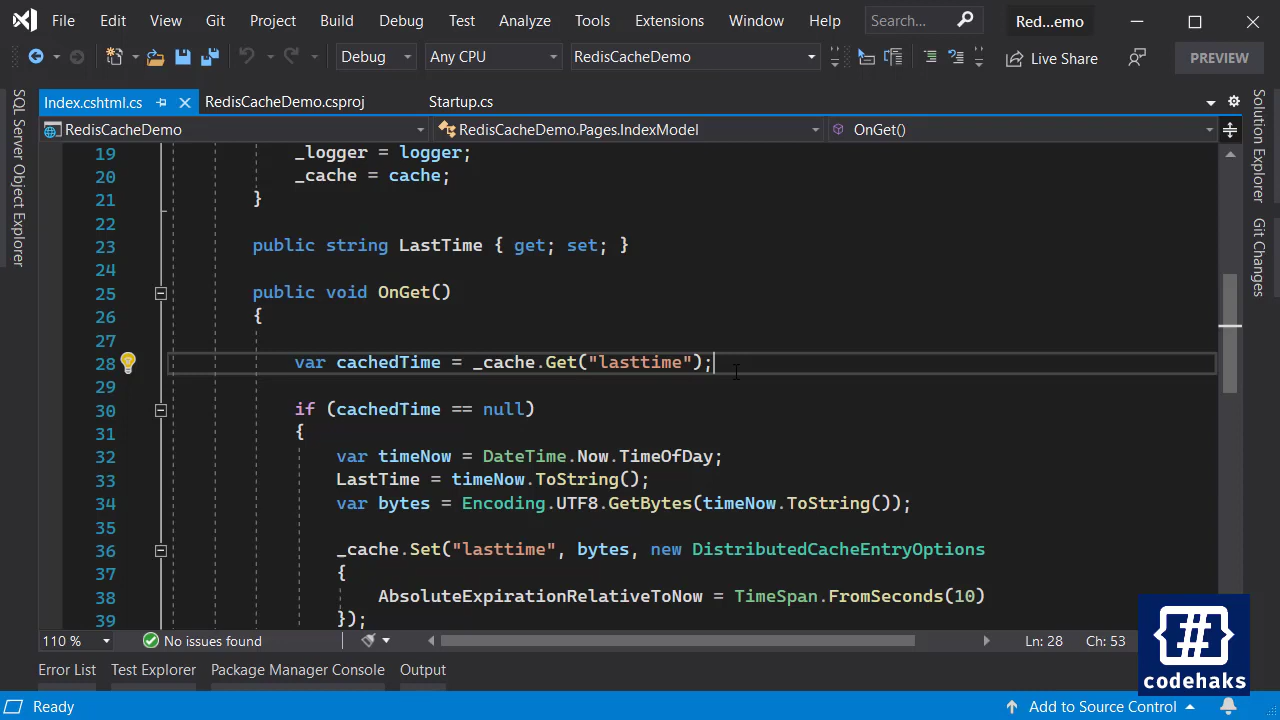 File Edit View Git Project Build Debug Test Analyze Tools Extensions Window Help Search... Red...emo
Debug Any CPU RedisCacheDemo Live Share PREVIEW
Index.cshtml.cs RedisCacheDemo.csproj Startup.cs
RedisCacheDemo RedisCacheDemo.Pages.IndexModel OnGet()
SQL Server Object Explorer
19 _logger = logger;
20 _cache = cache;
21 }
22
23 public string LastTime { get; set; }
24
25 public void OnGet()
26 {
27
28 var cachedTime = _cache.Get("lasttime");
29
30 if (cachedTime == null)
31 {
32 var timeNow = DateTime.Now.TimeOfDay;
33 LastTime = timeNow.ToString();
34 var bytes = Encoding.UTF8.GetBytes(timeNow.ToString());
35
36 _cache.Set("lasttime", bytes, new DistributedCacheEntryOptions
37 {
38 AbsoluteExpirationRelativeToNow = TimeSpan.FromSeconds(10)
39 });
Solution Explorer
Git Changes
110 % No issues found Ln: 28 Ch: 53
Error List Test Explorer Package Manager Console Output
{#}
codehaks
Ready Add to Source Control